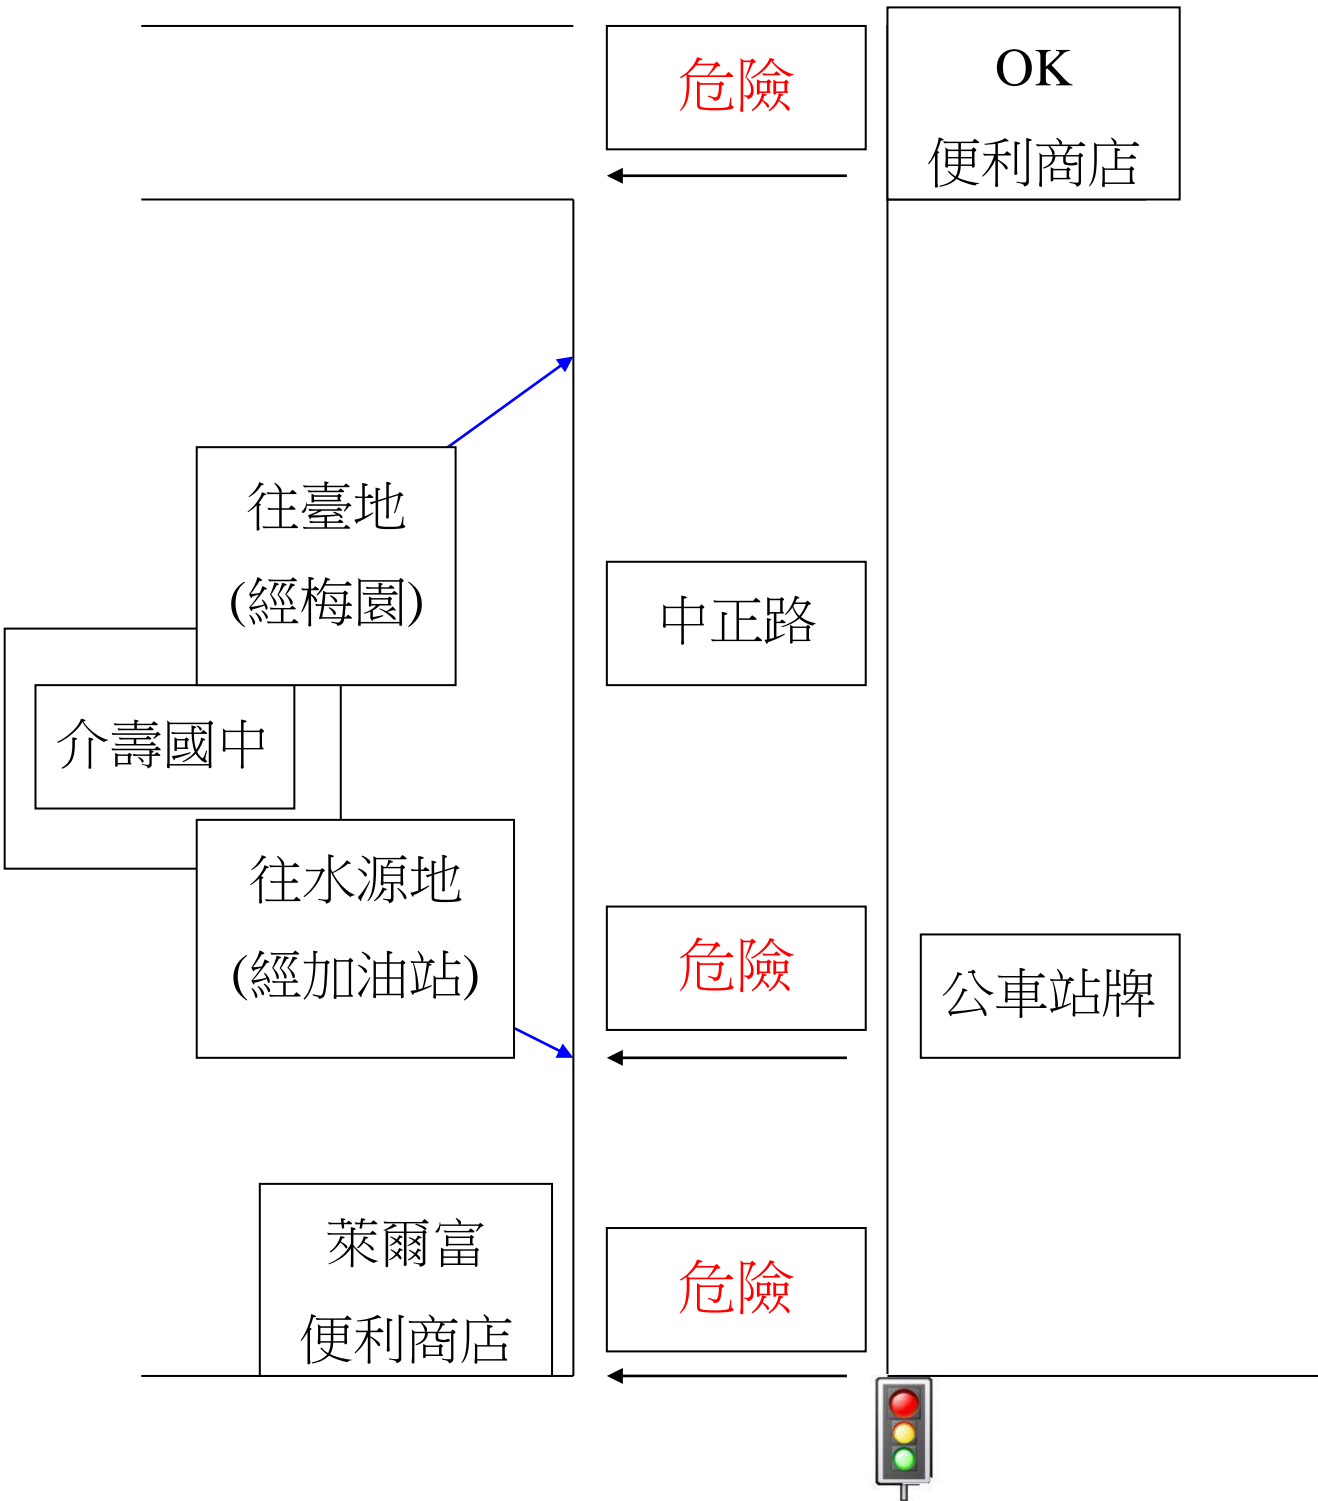 危險
OK
便利商店
往臺地
(經梅園)
中正路
介壽國中
往水源地
(經加油站)
危險
公車站牌
萊爾富
便利商店
危險